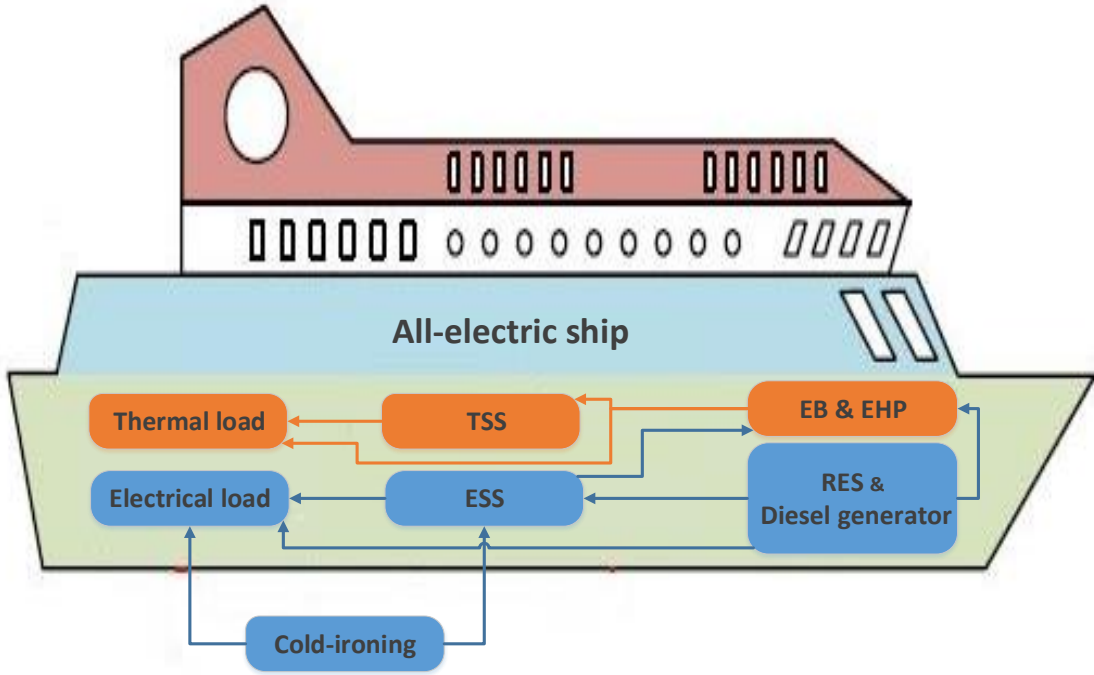 All-electric ship
Thermal load
TSS
EB & EHP
Electrical load
ESS
RES &
Diesel generator
Cold-ironing